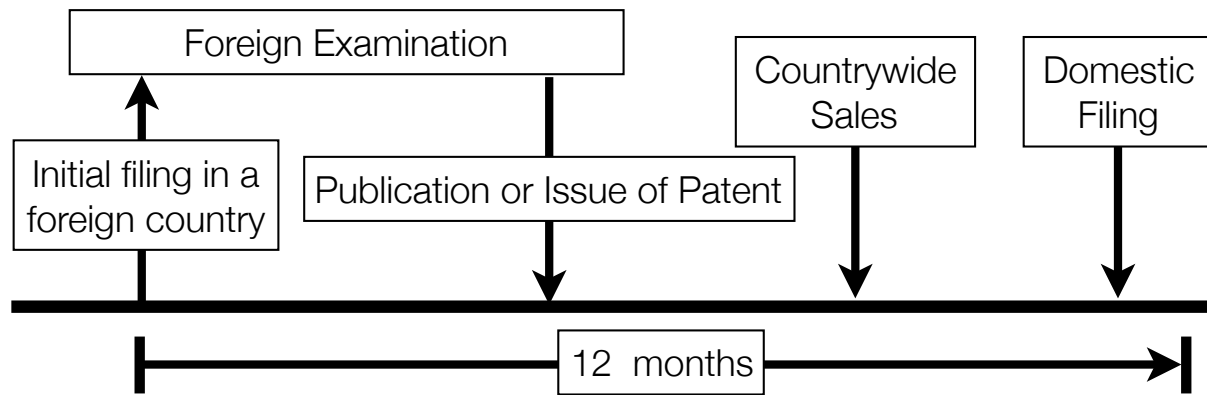 Foreign Examination
Countrywide
Sales
Domestic
Filing
Initial filing in a
foreign country
Publication or Issue of Patent
12 months